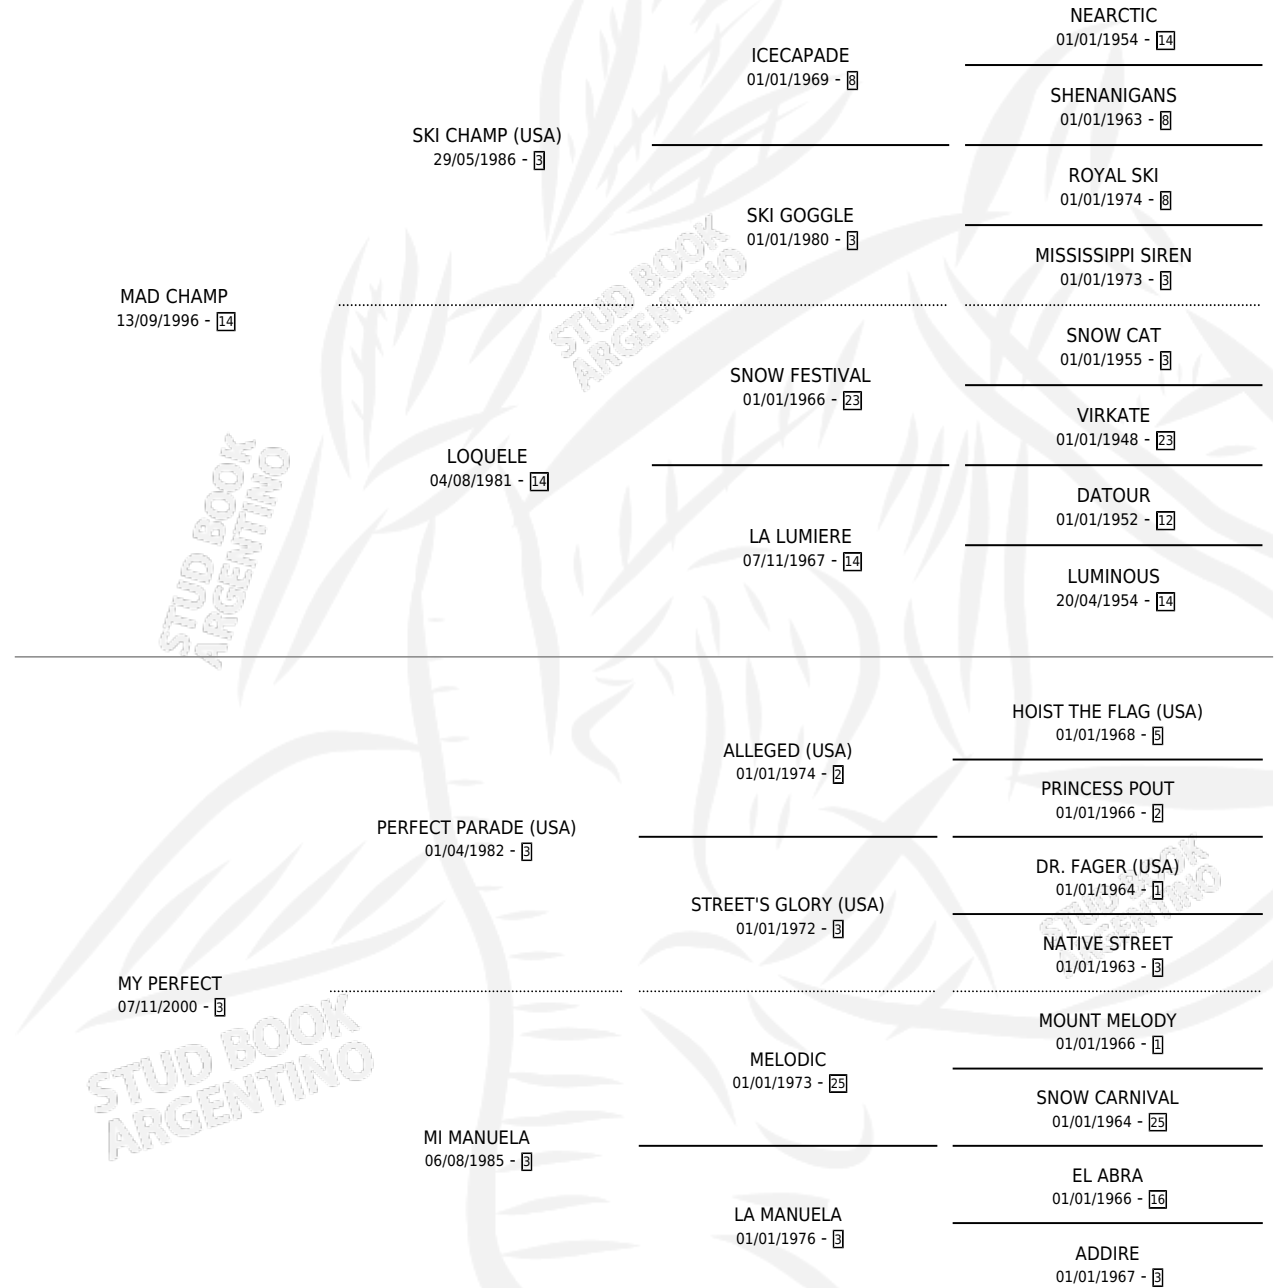 NEARCTIC
01/01/1954 - 14
ICECAPADE
01/01/1969 - 8
SHENANIGANS
01/01/1963 - 8
SKI CHAMP (USA)
29/05/1986 - 3
ROYAL SKI
01/01/1974 - 8
SKI GOGGLE
01/01/1980 - 3
MISSISSIPPI SIREN
01/01/1973 - 3
MAD CHAMP
13/09/1996 - 14
SNOW CAT
01/01/1955 - 3
SNOW FESTIVAL
01/01/1966 - 23
VIRKATE
01/01/1948 - 23
LOQUELE
04/08/1981 - 14
DATOUR
01/01/1952 - 12
LA LUMIERE
07/11/1967 - 14
LUMINOUS
20/04/1954 - 14
HOIST THE FLAG (USA)
01/01/1968 - 5
ALLEGED (USA)
01/01/1974 - 2
PRINCESS POUT
01/01/1966 - 2
PERFECT PARADE (USA)
01/04/1982 - 3
DR. FAGER (USA)
01/01/1964 - 1
STREET'S GLORY (USA)
01/01/1972 - 3
NATIVE STREET
01/01/1963 - 3
MY PERFECT
07/11/2000 - 3
MOUNT MELODY
01/01/1966 - 1
MELODIC
01/01/1973 - 25
SNOW CARNIVAL
01/01/1964 - 25
MI MANUELA
06/08/1985 - 3
EL ABRA
01/01/1966 - 16
LA MANUELA
01/01/1976 - 3
ADDIRE
01/01/1967 - 3
STUD BOOK
ARGENTINO
STUD BOOK
ARGENTINO
STUD BOOK
ARGENTINO
STUD BOOK
ARGENTINO